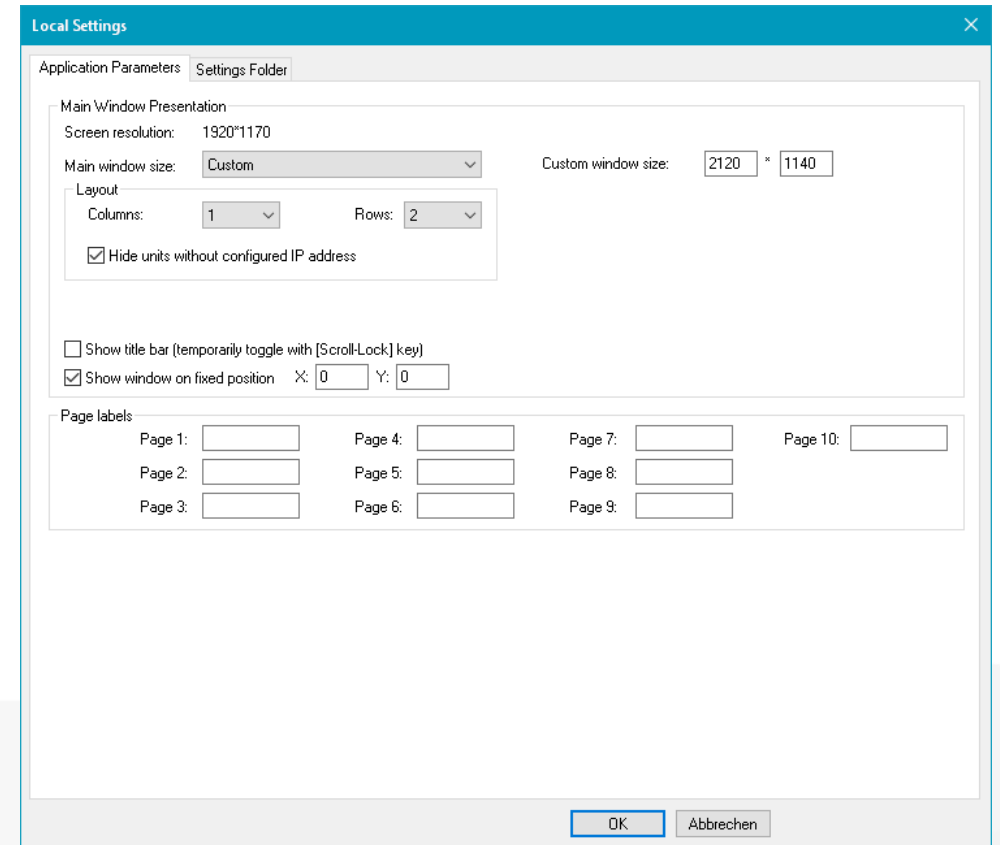 Local Settings
Application Parameters Settings Folder
Main Window Presentation
Screen resolution: 1920*1170
Main window size: Custom Custom window size: 2120 * 1140
Layout
Columns: 1 Rows: 2
Hide units without configured IP address
Show title bar (temporarily toggle with [Scroll-Lock] key)
Show window on fixed position X: 0 Y: 0
Page labels
Page 1: Page 4: Page 7: Page 10:
Page 2: Page 5: Page 8:
Page 3: Page 6: Page 9:
OK Abbrechen